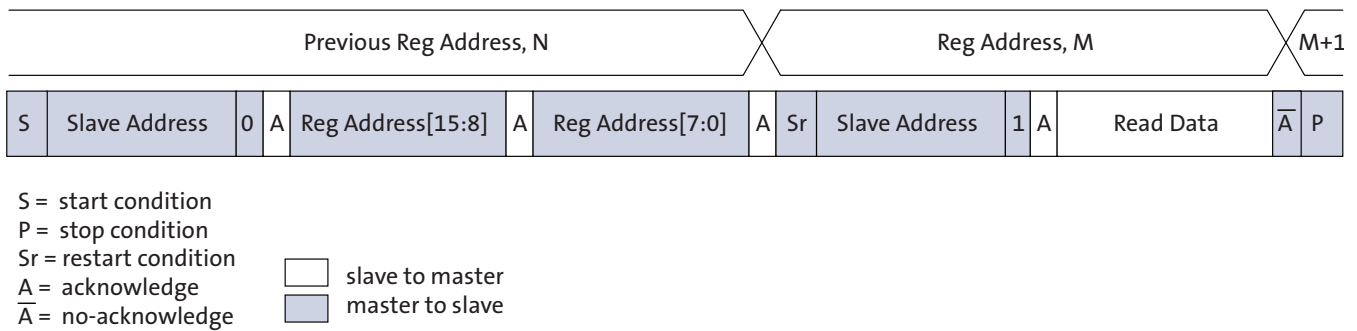 Previous Reg Address, N Reg Address, M M+1
S Slave Address 0 A Reg Address[15:8] A Reg Address[7:0] A Sr Slave Address 1 A Read Data A̅ P
S = start condition
P = stop condition
Sr = restart condition
A = acknowledge
A̅ = no-acknowledge
slave to master
master to slave